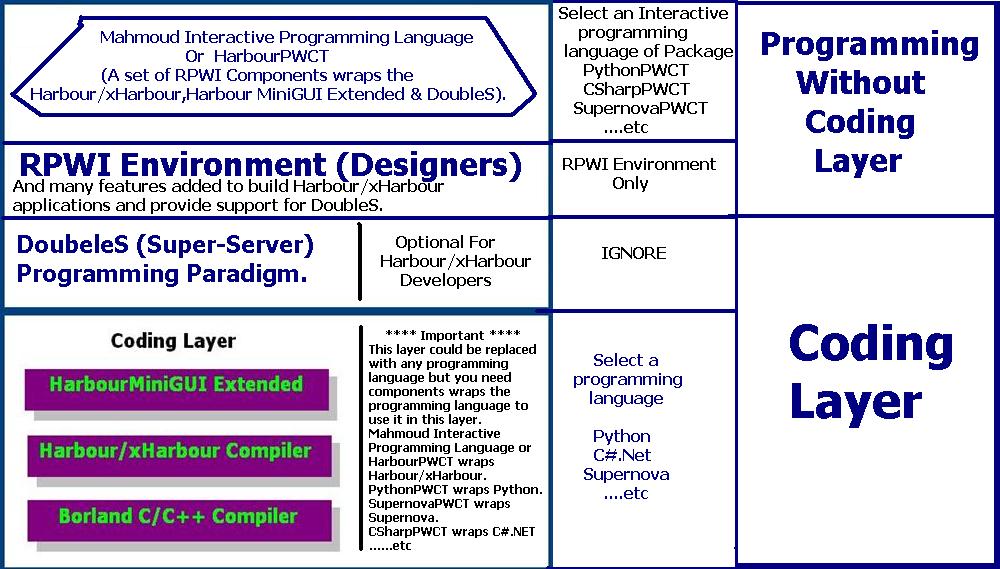 Mahmoud Interactive Programming Language
Or HarbourPWCT
(A set of RPWI Components wraps the
Harbour/xHarbour,Harbour MiniGUI Extended & DoubleS).
Select an Interactive
programming
language of Package
PythonPWCT
CSharpPWCT
SupernovaPWCT
....etc
Programming
Without
Coding
Layer
RPWI Environment (Designers)
And many features added to build Harbour/xHarbour
applications and provide support for DoubleS.
RPWI Environment
Only
DoubeleS (Super-Server)
Programming Paradigm.
Optional For
Harbour/xHarbour
Developers
IGNORE
Coding Layer
HarbourMiniGUI Extended
Harbour/xHarbour Compiler
Borland C/C++ Compiler
**** Important ****
This layer could be replaced
with any programming
language but you need
components wraps the
programming language to
use it in this layer.
Mahmoud Interactive
Programming Language or
HarbourPWCT wraps
Harbour/xHarbour.
PythonPWCT wraps Python.
SupernovaPWCT wraps
Supernova.
CSharpPWCT wraps C#.NET
......etc
Select a
programming
language
Python
C#.Net
Supernova
....etc
Coding
Layer